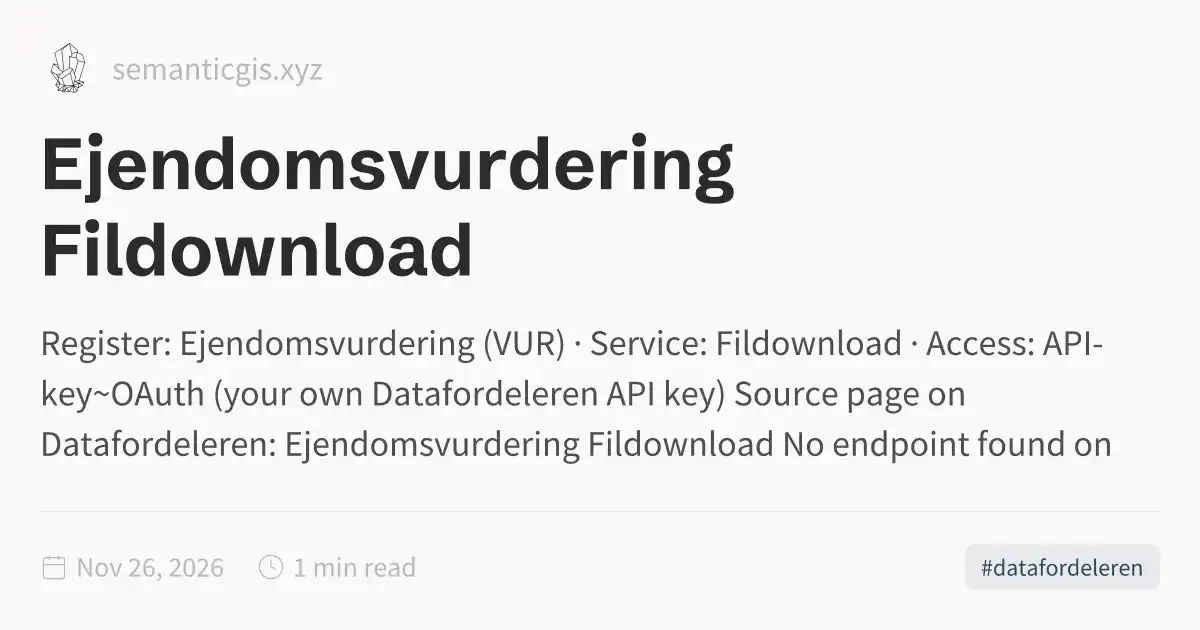 semanticgis.xyz
Ejendomsvurdering
Fildownload
Register: Ejendomsvurdering (VUR) · Service: Fildownload · Access: API-
key~OAuth (your own Datafordeleren API key) Source page on
Datafordeleren: Ejendomsvurdering Fildownload No endpoint found on
Nov 26, 2026 1 min read #datafordeleren